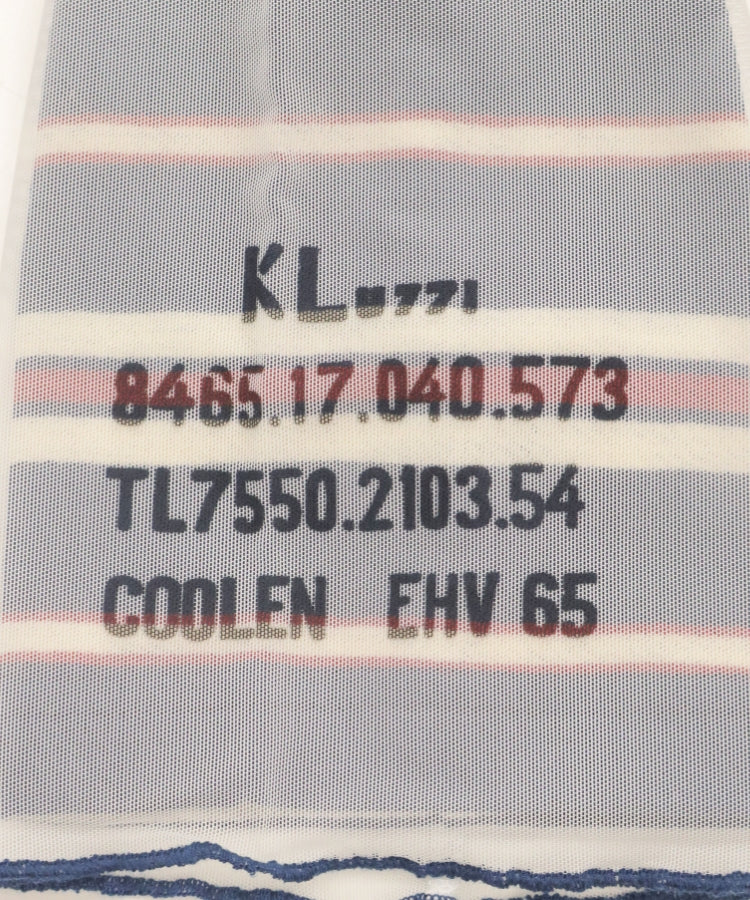 KL
8465.17.040.573
TL7550.2103.54
COOLEN EHV 65